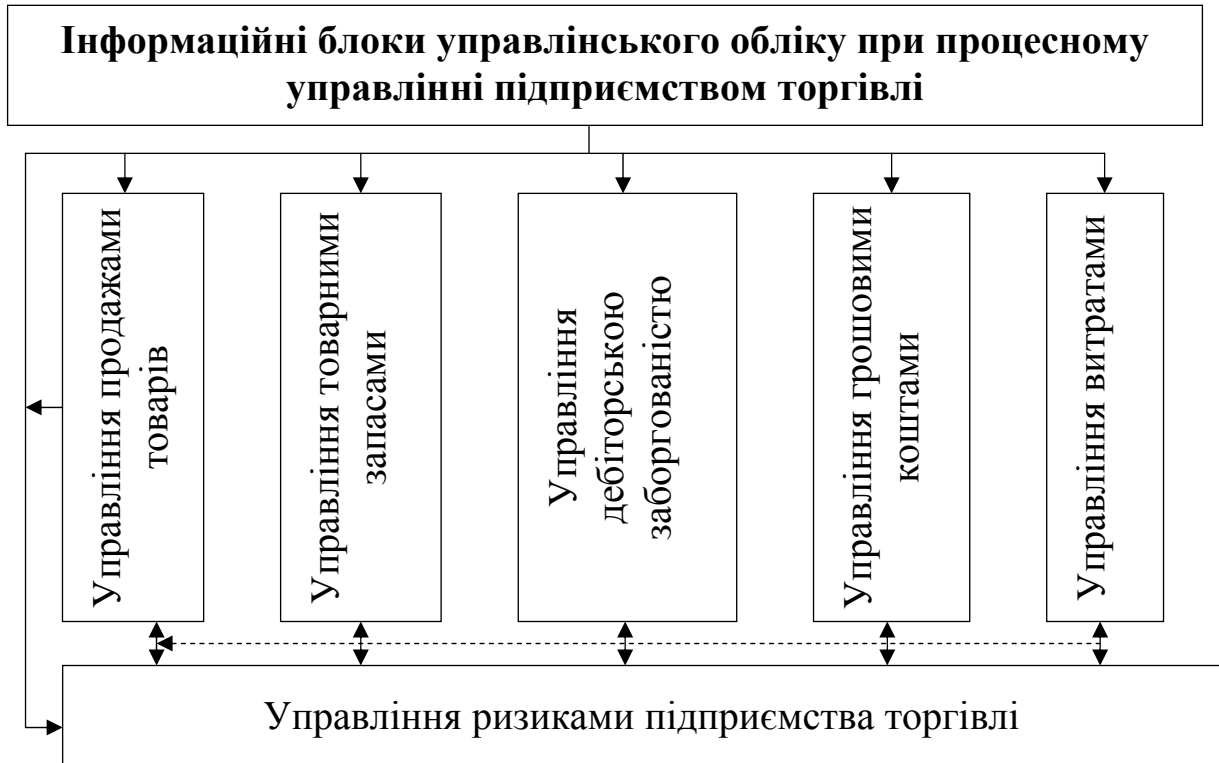 Інформаційні блоки управлінського обліку при процесному
управлінні підприємством торгівлі
Управління продажами
товарів
Управління товарними
запасами
Управління
дебіторською
заборгованістю
Управління грошовими
коштами
Управління витратами
Управління ризиками підприємства торгівлі